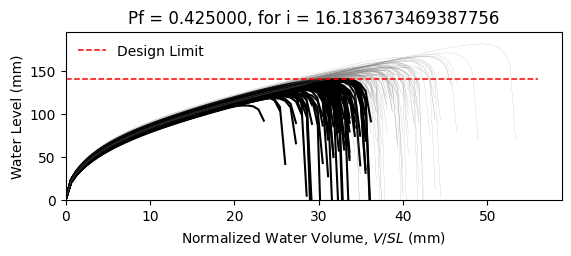 Pf = 0.425000, for i = 16.183673469387756
Design Limit
Water Level (mm)
150
100
50
0
0 10 20 30 40 50
Normalized Water Volume, V/SL (mm)